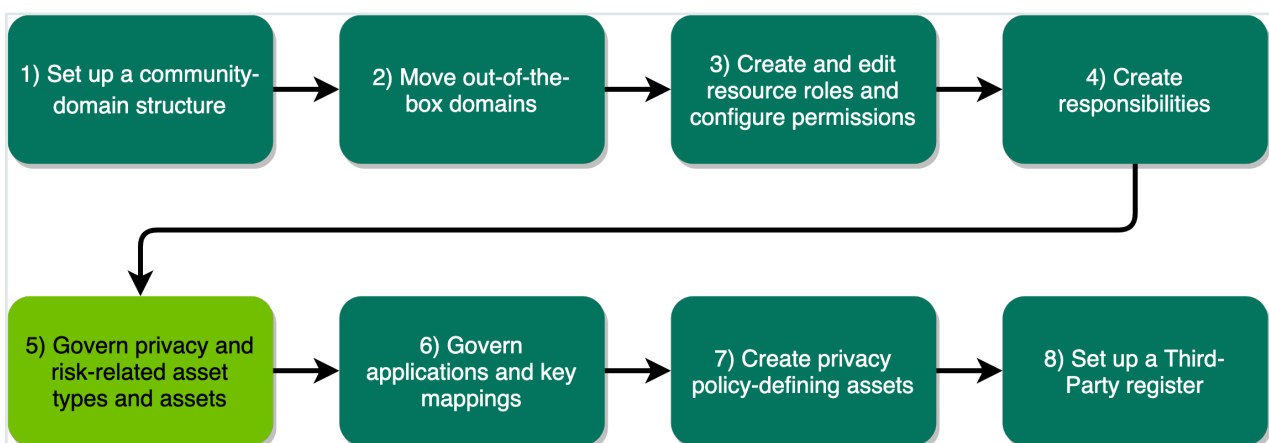 1) Set up a community-
domain structure
2) Move out-of-the-
box domains
3) Create and edit
resource roles and
configure permissions
4) Create
responsibilities
5) Govern privacy and
risk-related asset
types and assets
6) Govern
applications and key
mappings
7) Create privacy
policy-defining assets
8) Set up a Third-
Party register